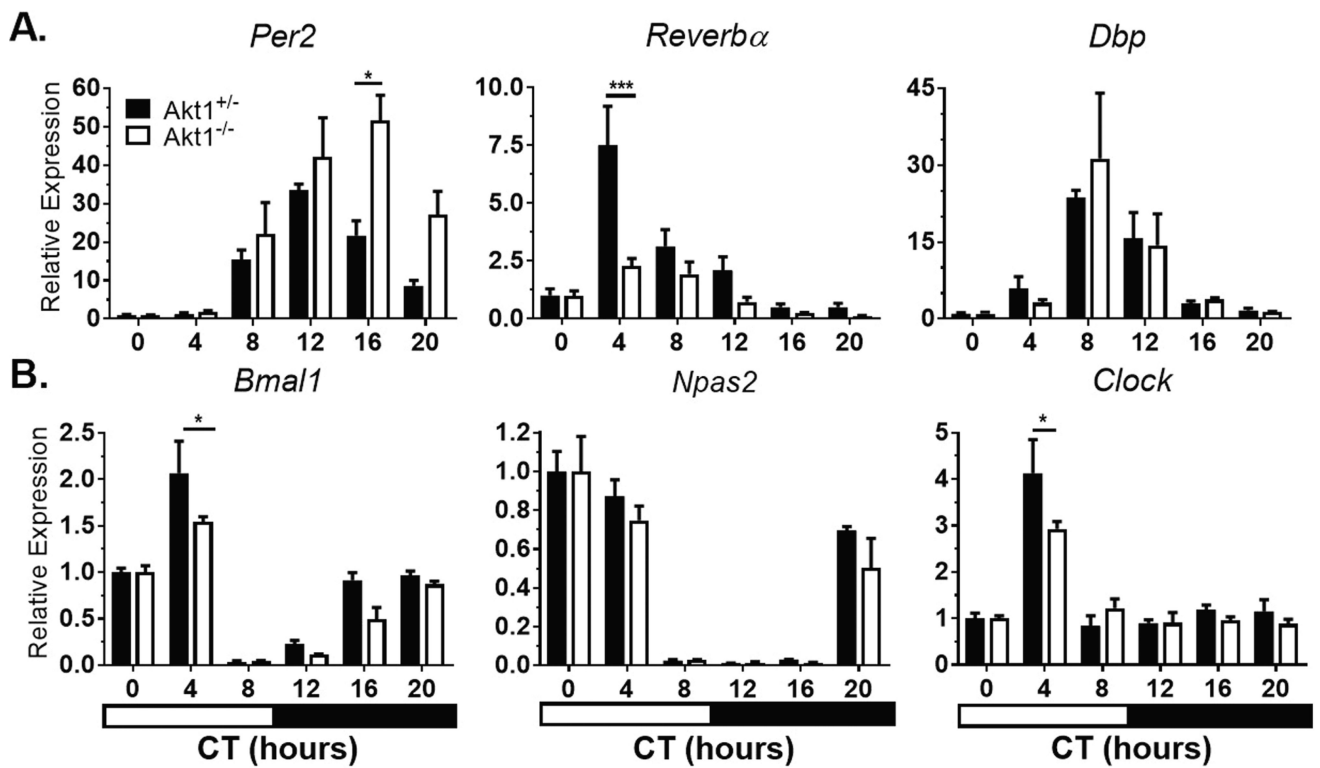 A.
Per2
Reverbα
Dbp
Relative Expression
60
50
40
30
20
10
0
Akt1+/-
Akt1-/-
*
0 4 8 12 16 20
10.0
7.5
5.0
2.5
0.0
***
0 4 8 12 16 20
45
30
15
0
0 4 8 12 16 20
B.
Bmal1
Npas2
Clock
Relative Expression
2.5
2.0
1.5
1.0
0.5
0.0
*
0 4 8 12 16 20
CT (hours)
1.2
1.0
0.8
0.6
0.4
0.2
0.0
0 4 8 12 16 20
CT (hours)
5
4
3
2
1
0
*
0 4 8 12 16 20
CT (hours)